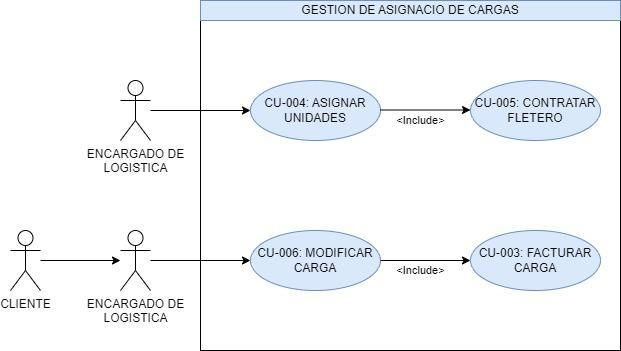 GESTION DE ASIGNACIO DE CARGAS
CU-004: ASIGNAR
UNIDADES
CU-005: CONTRATAR
FLETERO
<Include>
ENCARGADO DE
LOGISTICA
CU-006: MODIFICAR
CARGA
CU-003: FACTURAR
CARGA
<Include>
CLIENTE
ENCARGADO DE
LOGISTICA